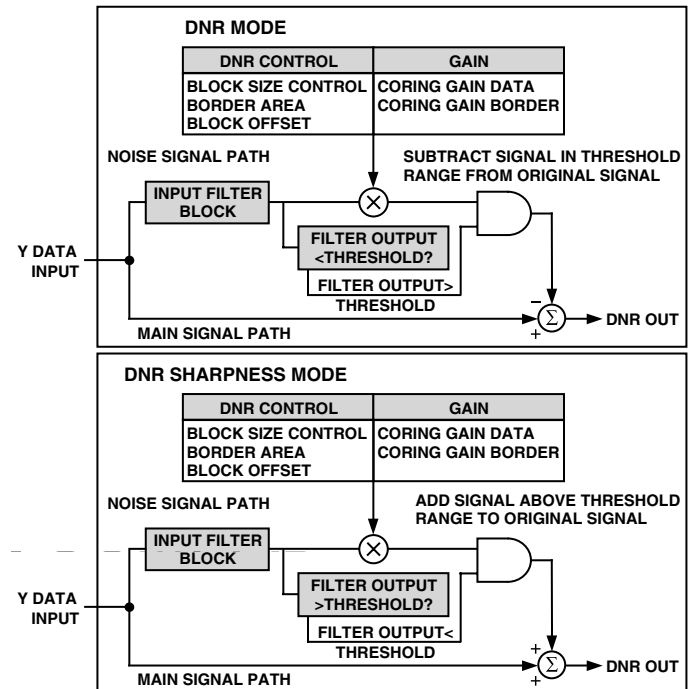 DNR MODE
DNR CONTROL GAIN
BLOCK SIZE CONTROL CORING GAIN DATA
BORDER AREA CORING GAIN BORDER
BLOCK OFFSET
NOISE SIGNAL PATH
SUBTRACT SIGNAL IN THRESHOLD
RANGE FROM ORIGINAL SIGNAL
INPUT FILTER
BLOCK
FILTER OUTPUT
<THRESHOLD?
Y DATA
INPUT
FILTER OUTPUT>
THRESHOLD
–
Σ
+
DNR OUT
MAIN SIGNAL PATH
DNR SHARPNESS MODE
DNR CONTROL GAIN
BLOCK SIZE CONTROL CORING GAIN DATA
BORDER AREA CORING GAIN BORDER
BLOCK OFFSET
NOISE SIGNAL PATH
ADD SIGNAL ABOVE THRESHOLD
RANGE TO ORIGINAL SIGNAL
INPUT FILTER
BLOCK
FILTER OUTPUT
>THRESHOLD?
Y DATA
INPUT
FILTER OUTPUT<
THRESHOLD
+
Σ
+
DNR OUT
MAIN SIGNAL PATH